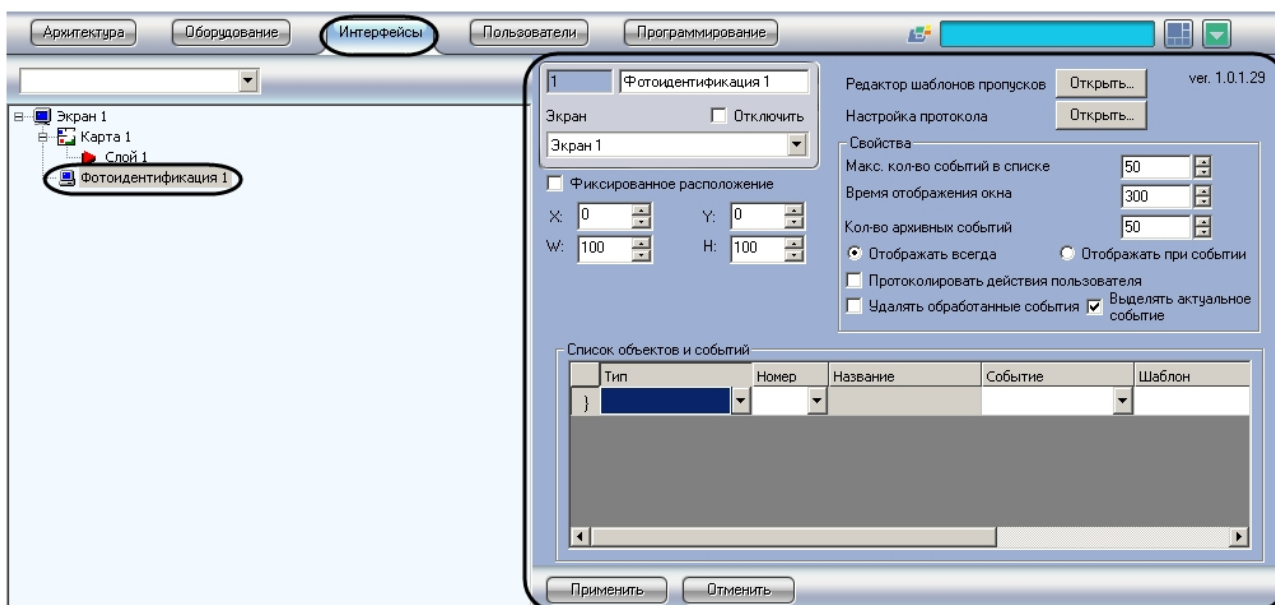 Архитектура Оборудование Интерфейсы Пользователи Программирование
Экран 1
Карта 1
Слой 1
Фотоидентификация 1
1 Фотоидентификация 1
Экран Отключить
Экран 1
Фиксированное расположение
X: 0 Y: 0
W: 100 H: 100
Редактор шаблонов пропусков Открыть... ver. 1.0.1.29
Настройка протокола Открыть...
Свойства
Макс. кол-во событий в списке 50
Время отображения окна 300
Кол-во архивных событий 50
Отображать всегда Отображать при событии
Протоколировать действия пользователя
Удалять обработанные события Выделять актуальное
событие
Список объектов и событий
Тип Номер Название Событие Шаблон
Применить Отменить